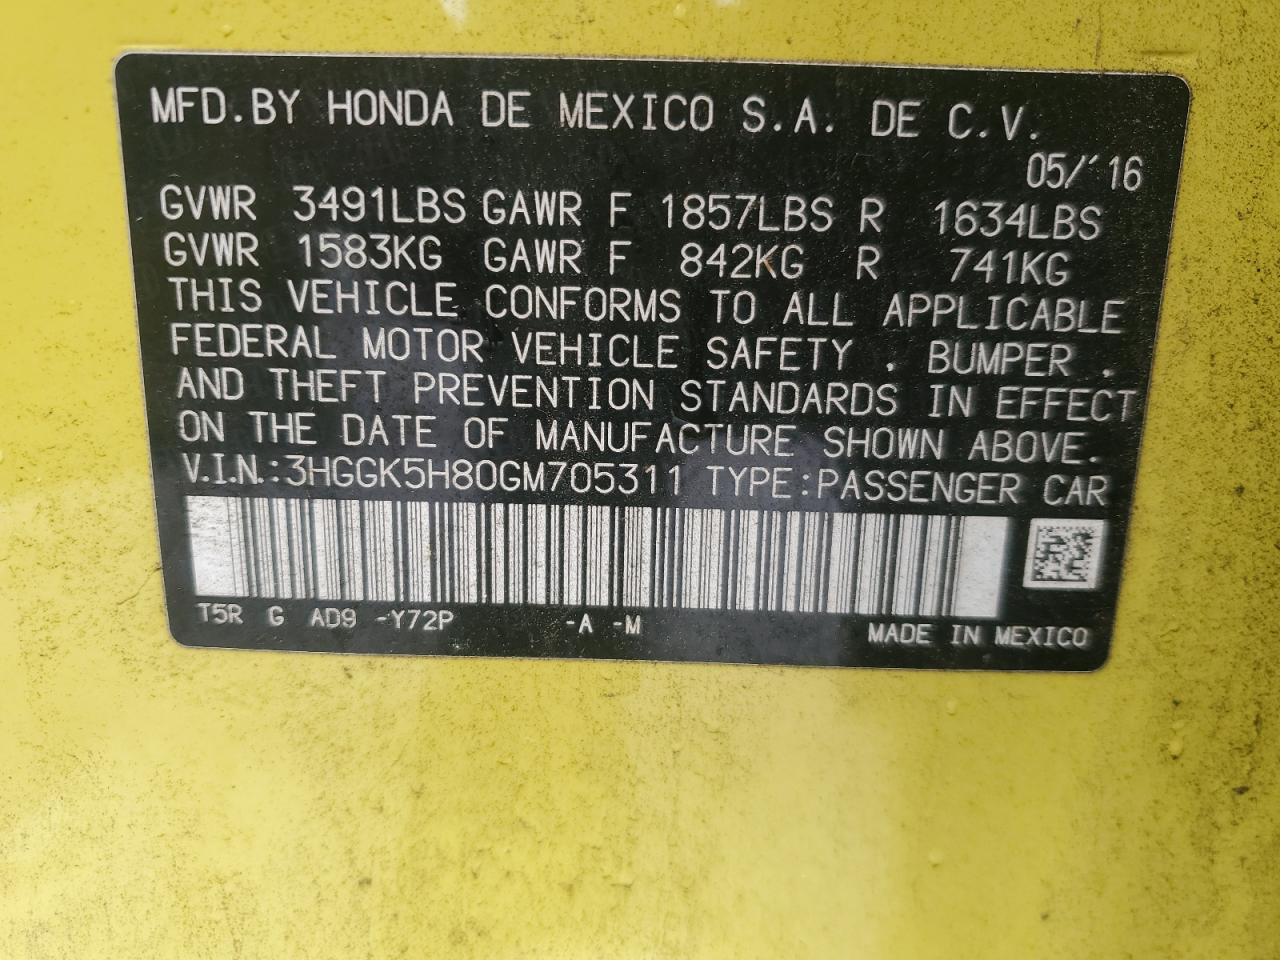 MFD.BY HONDA DE MEXICO S.A. DE C.V.
05/'16
GVWR 3491LBS GAWR F 1857LBS R 1634LBS
GVWR 1583KG GAWR F 842KG R 741KG
THIS VEHICLE CONFORMS TO ALL APPLICABLE
FEDERAL MOTOR VEHICLE SAFETY , BUMPER ,
AND THEFT PREVENTION STANDARDS IN EFFECT
ON THE DATE OF MANUFACTURE SHOWN ABOVE.
V.I.N.:3HGGK5H80GM705311 TYPE:PASSENGER CAR
T5R G AD9 -Y72P -A -M
MADE IN MEXICO